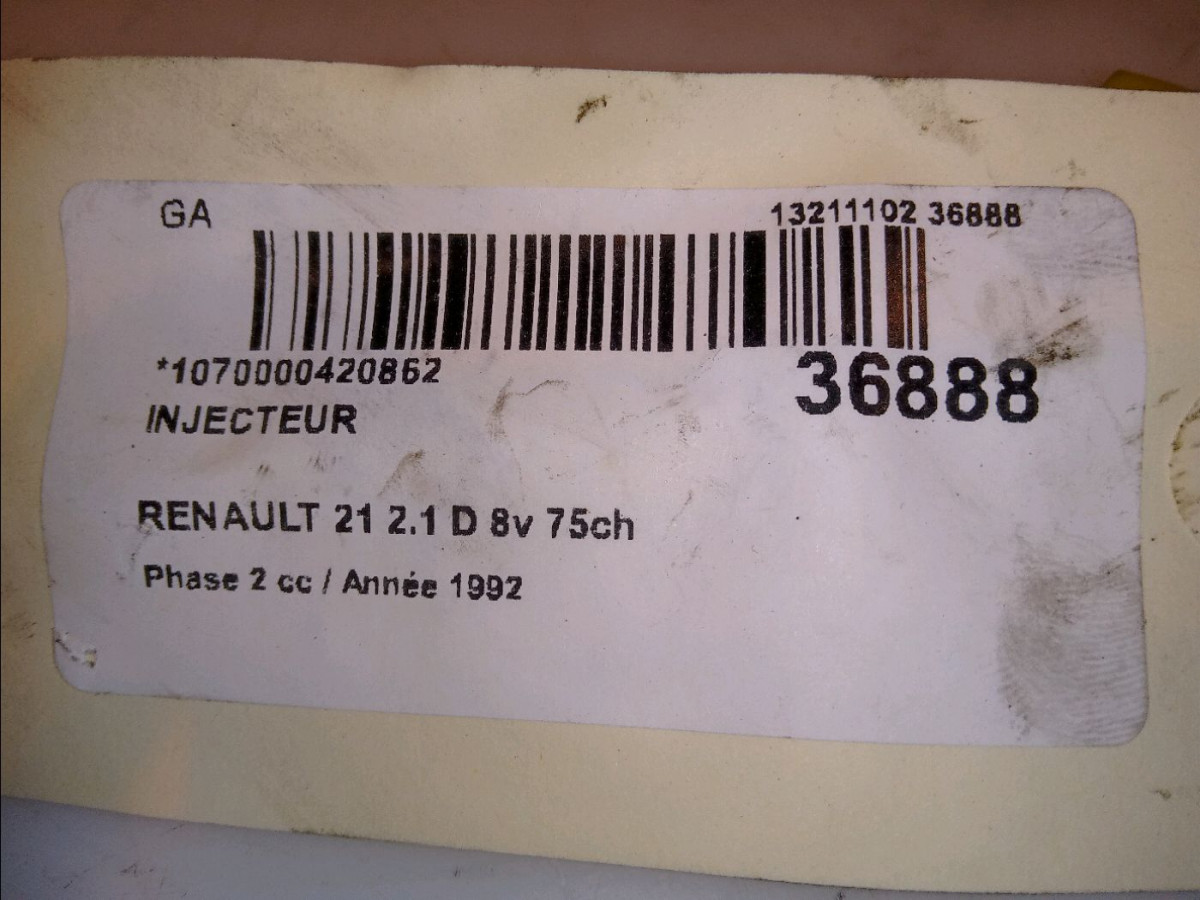 GA
13211102 36888
*1070000420862
36888
INJECTEUR
RENAULT 21 2.1 D 8v 75ch
Phase 2 cc / Année 1992